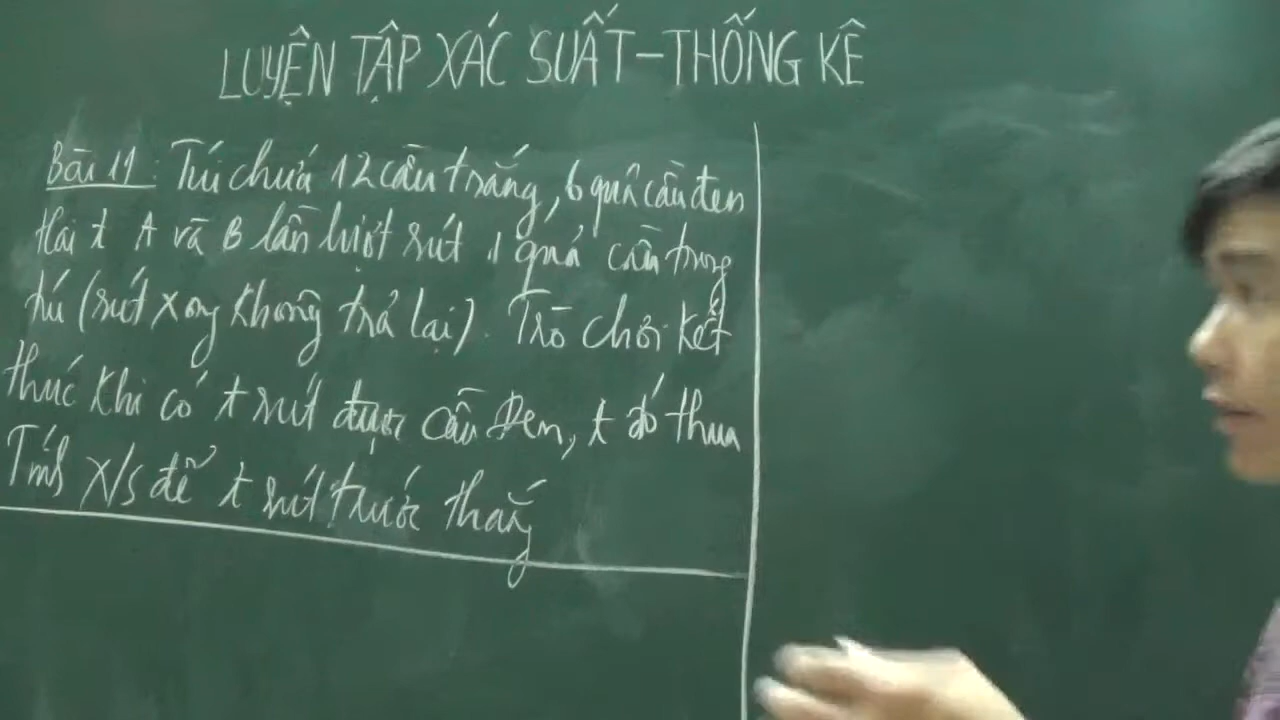 LUYỆN TẬP XÁC SUẤT – THỐNG KÊ
Bài 11: Túi chứa 12 cầu trắng, 6 quả cầu đen
Hai t A và B lần lượt rút 1 quả cầu trong
túi (rút xong không trả lại). Trò chơi kết
thúc khi có t rút được cầu đen, t đó thua
Tính x/s để t rút trước thắng